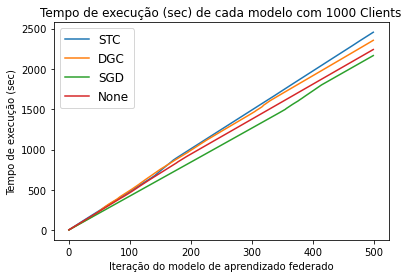 Tempo de execução (sec) de cada modelo com 1000 Clients
2500
2000
1500
1000
500
0
Tempo de execução (sec)
STC
DGC
SGD
None
0
100
200
300
400
500
Iteração do modelo de aprendizado federado